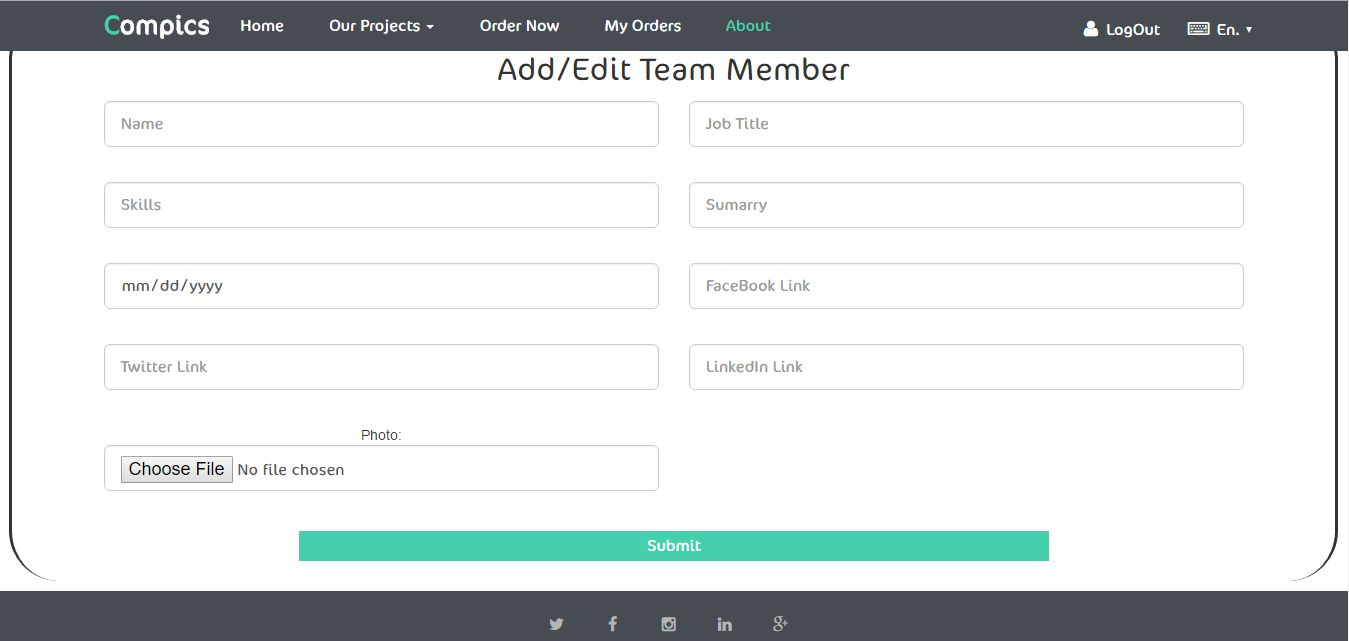 Compics Home Our Projects Order Now My Orders About LogOut En.
Add/Edit Team Member
Name Job Title
Skills Sumarry
mm/dd/yyyy FaceBook Link
Twitter Link LinkedIn Link
Photo:
Choose File No file chosen
Submit